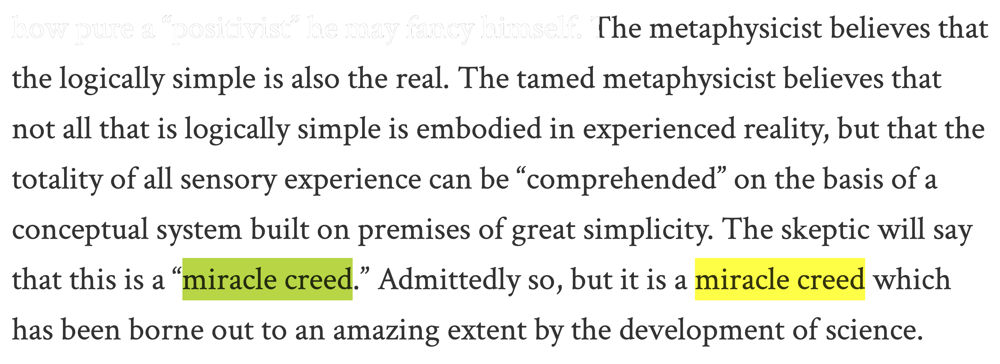 how pure a “positivist” he may fancy himself. The metaphysicist believes that
the logically simple is also the real. The tamed metaphysicist believes that
not all that is logically simple is embodied in experienced reality, but that the
totality of all sensory experience can be “comprehended” on the basis of a
conceptual system built on premises of great simplicity. The skeptic will say
that this is a “miracle creed.” Admittedly so, but it is a miracle creed which
has been borne out to an amazing extent by the development of science.